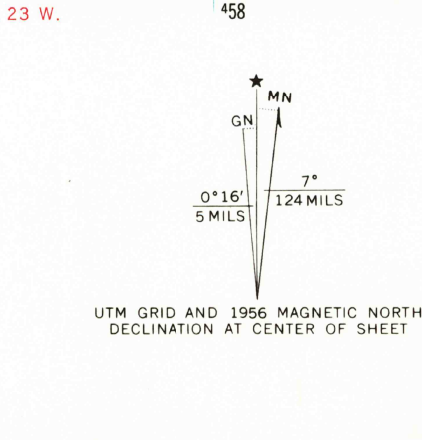 23 W.
⁴58
★
MN
GN
0°16'
5 MILS
7°
124 MILS
UTM GRID AND 1956 MAGNETIC NORTH
DECLINATION AT CENTER OF SHEET